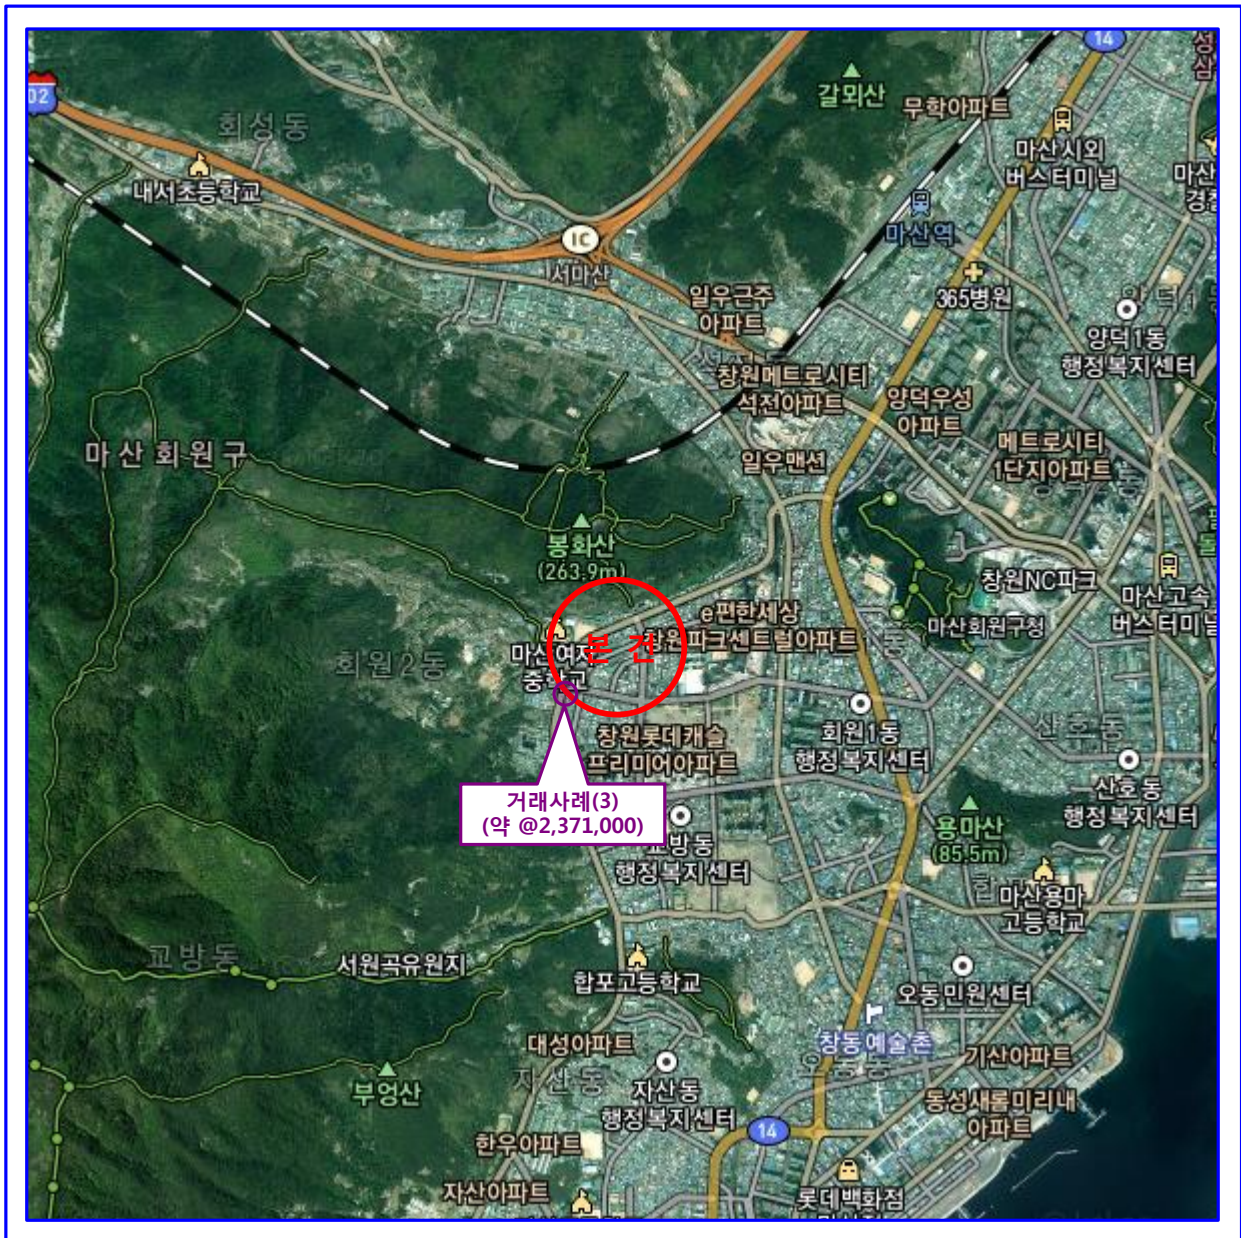 14
성
삼
갈뫼산
02
무학아파트
회성동
마산시외
버스터미널
내서초등학교
마산
경찰
마산역
IC
서마산
일우근주
아파트
365병원
양덕1동
행정복지센터
창원메트로시티
석전아파트
양덕우성
아파트
마산회원구
메트로시티
1단지아파트
일우맨션
봉화산
(263.9m)
창원NC파크
마산고속
버스터미널
e편한세상
창원파크센트럴아파트
마산회원구청
본 건
마산여자
중학교
회원2동
창원롯데캐슬
프리미어아파트
회원1동
행정복지센터
산호동
산호동
행정복지센터
거래사례(3)
(약 @2,371,000)
용마산
(85.5m)
교방동
행정복지센터
마산용마
고등학교
교방동
서원곡유원지
합포고등학교
오동민원센터
대성아파트
창동예술촌
기산아파트
자산동
오동동
부엉산
자산동
행정복지센터
동성새롬미리내
아파트
14
한우아파트
자산아파트
롯데백화점